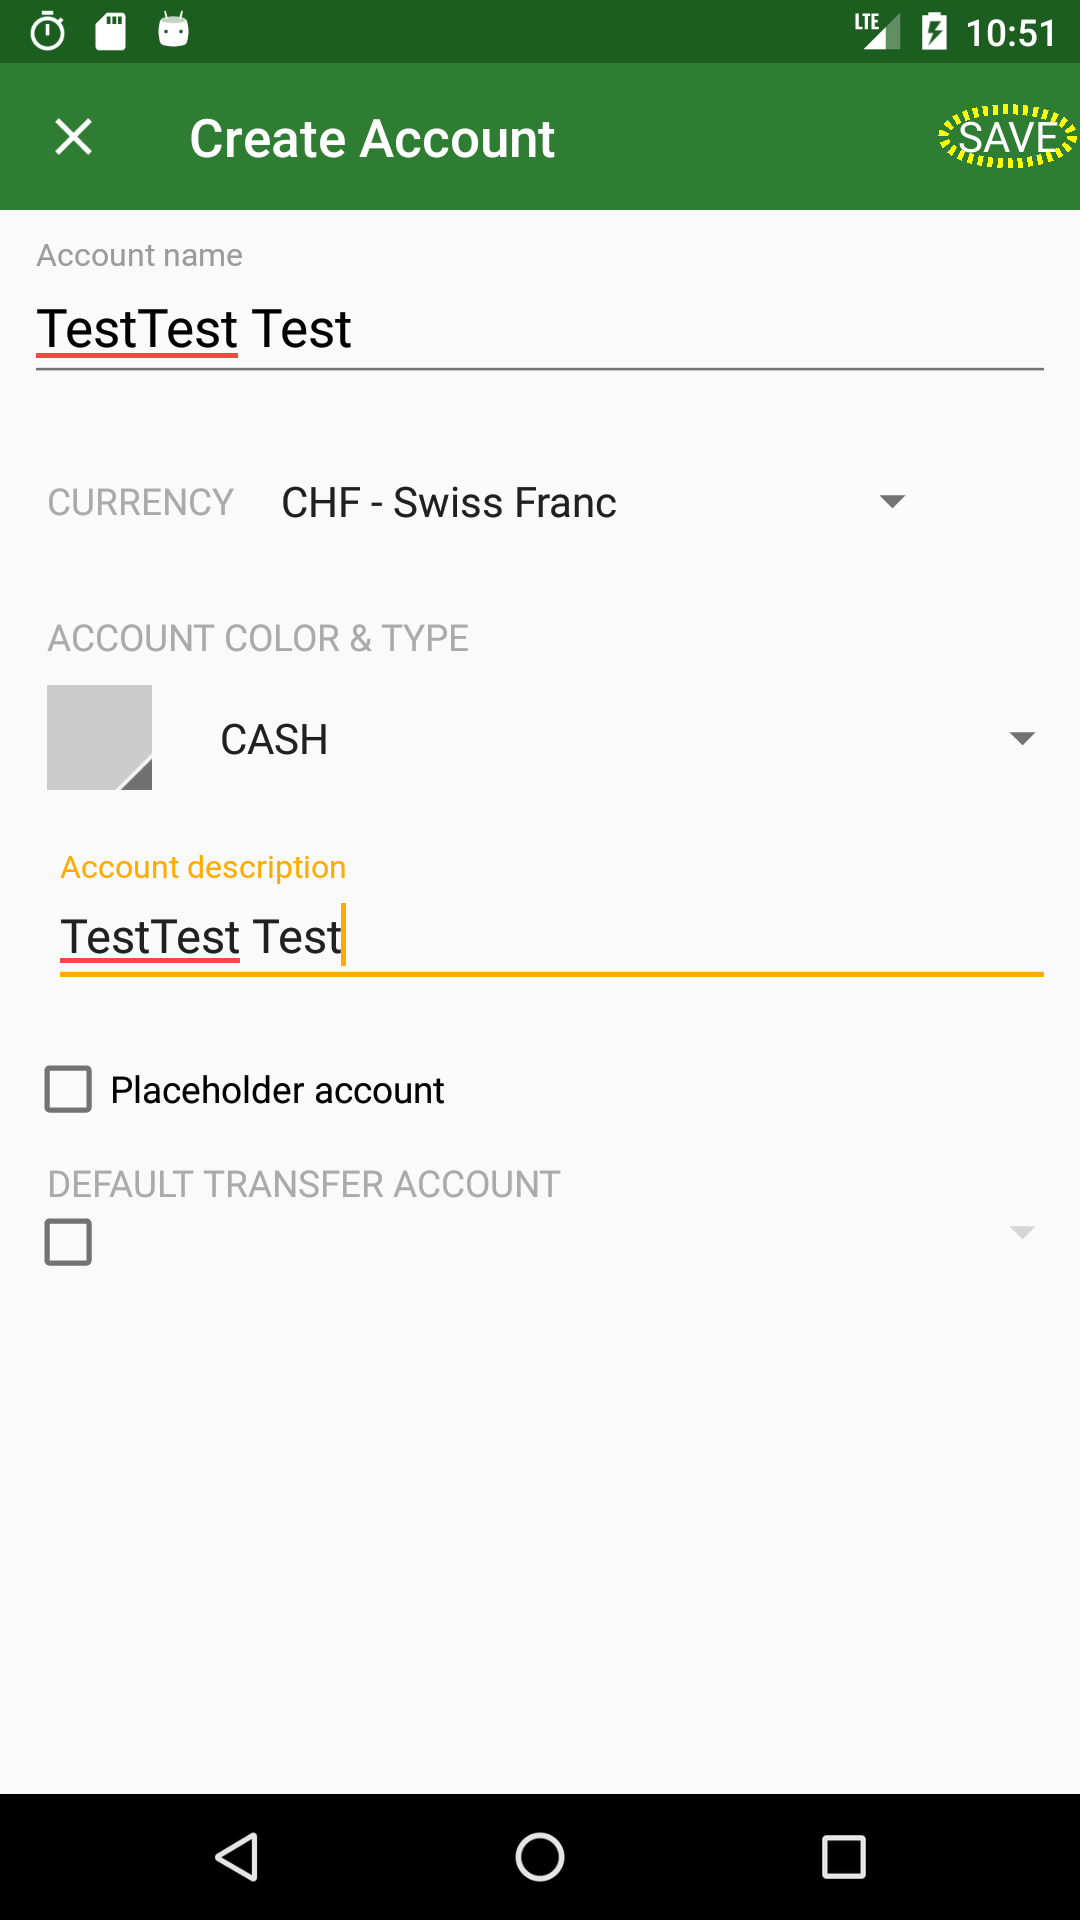 LTE 10:51
Create Account SAVE
Account name
TestTest Test
CURRENCY CHF - Swiss Franc
ACCOUNT COLOR & TYPE
CASH
Account description
TestTest Test
Placeholder account
DEFAULT TRANSFER ACCOUNT